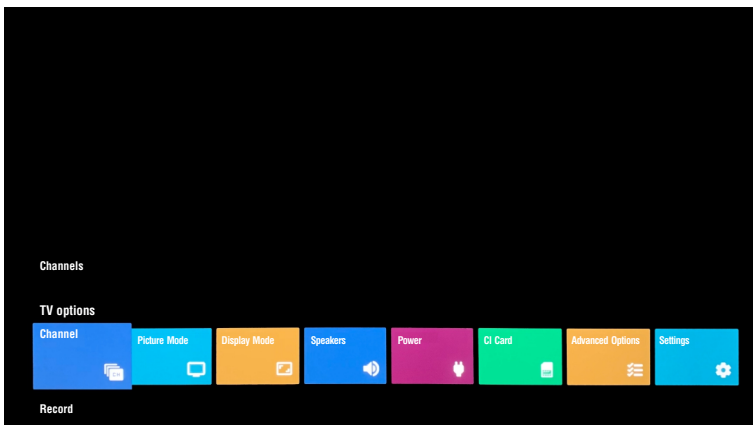 Channels
TV options
Channel
Picture Mode
Display Mode
Speakers
Power
CI Card
Advanced Options
Settings
Record